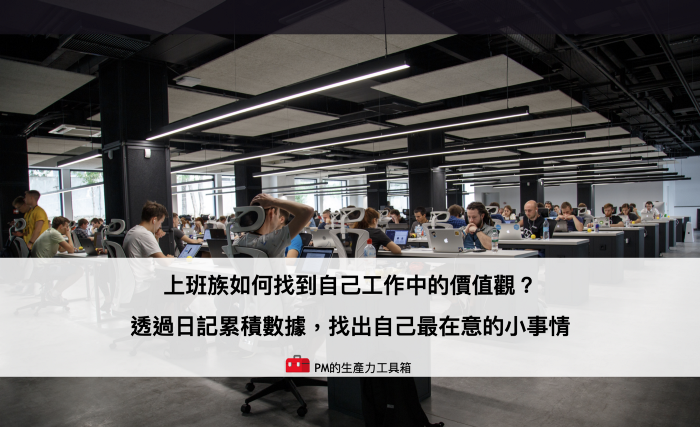 上班族如何找到自己工作中的價值觀？
透過日記累積數據，找出自己最在意的小事情
PM的生產力工具箱